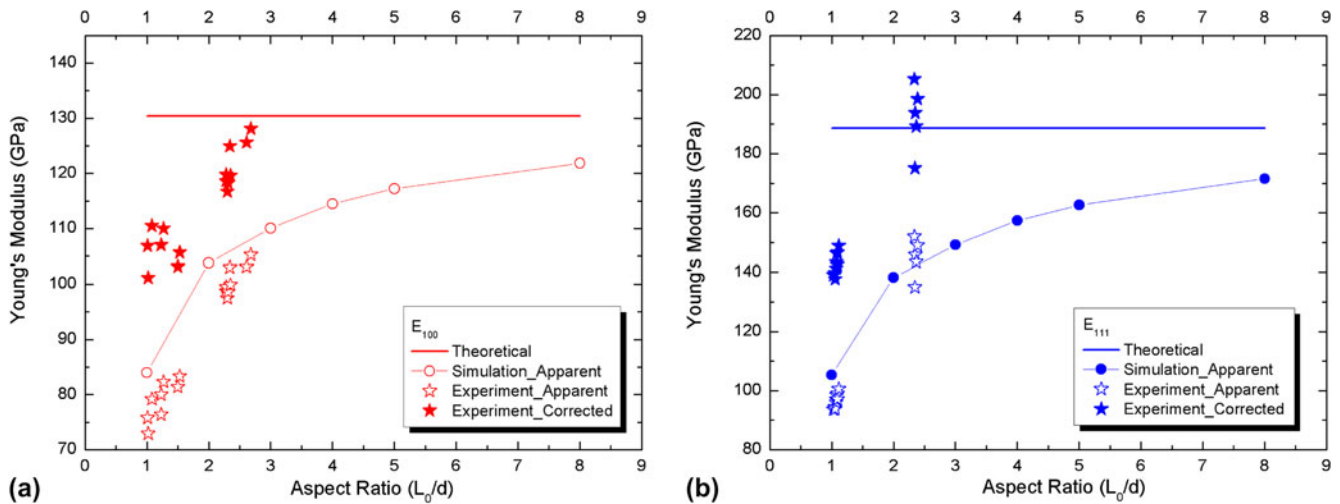 0 1 2 3 4 5 6 7 8 9
140
130
120
110
100
90
80
70
Young's Modulus (GPa)
E100
Theoretical
Simulation_Apparent
Experiment_Apparent
Experiment_Corrected
0 1 2 3 4 5 6 7 8 9
Aspect Ratio (L0/d)
(a)
0 1 2 3 4 5 6 7 8 9
220
200
180
160
140
120
100
80
Young's Modulus (GPa)
E111
Theoretical
Simulation_Apparent
Experiment_Apparent
Experiment_Corrected
0 1 2 3 4 5 6 7 8 9
Aspect Ratio (L0/d)
(b)